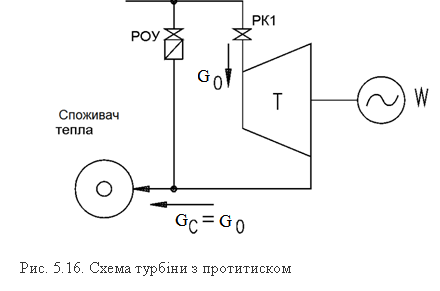 РОУ
РК1
G0
Т
W
Споживач
тепла
GC = G0
Рис. 5.16. Схема турбіни з протитиском